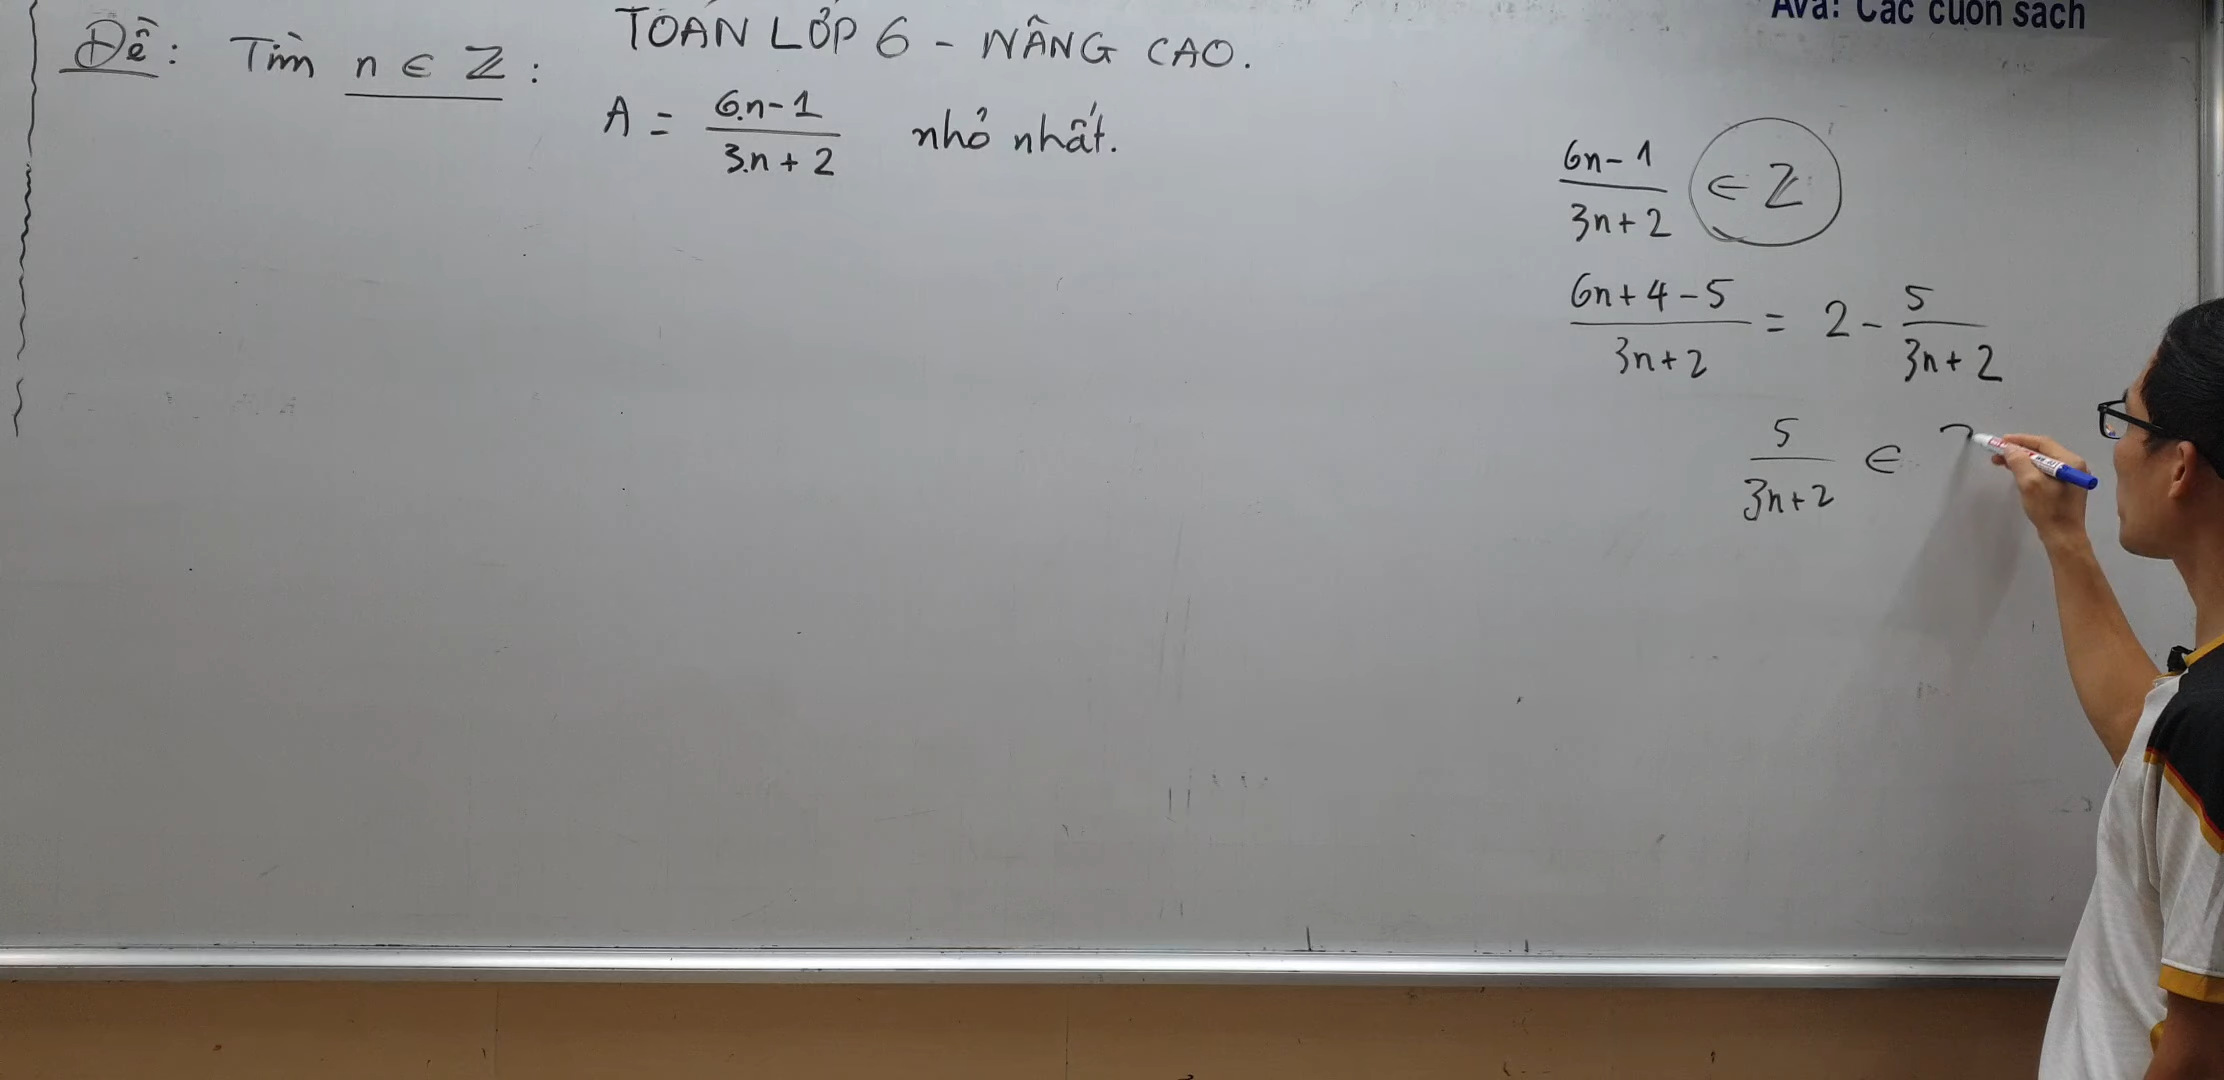 TOÁN LỚP 6 - NÂNG CAO.
Ava: Các cuốn sách
Đề: Tìm n ∈ Z:
A = (6.n-1)/(3.n+2) nhỏ nhất.
(6n-1)/(3n+2) ∈ Z
(6n+4-5)/(3n+2) = 2 - 5/(3n+2)
5/(3n+2) ∈